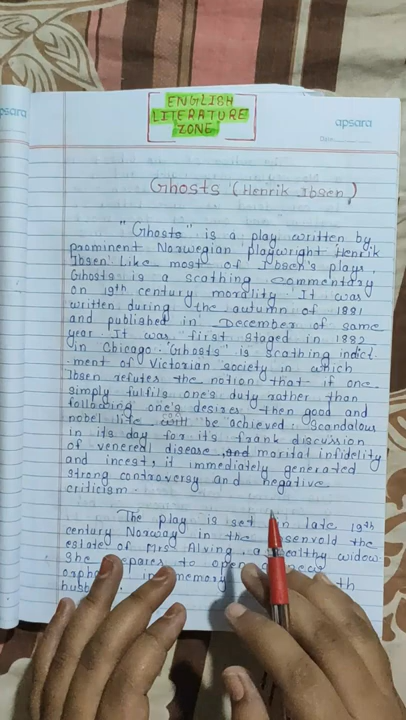 ENGLISH
LITERATURE
ZONE
apsara
apsara
Date
Ghosts (Henrik Ibsen)
"Ghosts" is a play written by
prominent Norwegian playwright Henrik
Ibsen. Like most of Ibsen's plays,
Ghosts is a scathing commentary
on 19th century morality. It was
written during the autumn of 1881
and published in December of same
year. It was first staged in 1882
in Chicago. "Ghosts" is scathing indict
-ment of Victorian society in which
Ibsen refutes the notion that if one
simply fulfils one's duty rather than
following one's desires then good and
nobel life will be achieved. Scandalous
in its day for its frank discussion
of venereal disease, and marital infidelity
and incest, it immediately generated
strong controversy and negative
criticism.
The play is set in late 19th
century Norway in the
estate of Mrs Alving, a wealthy widow.
She to open a
in memory